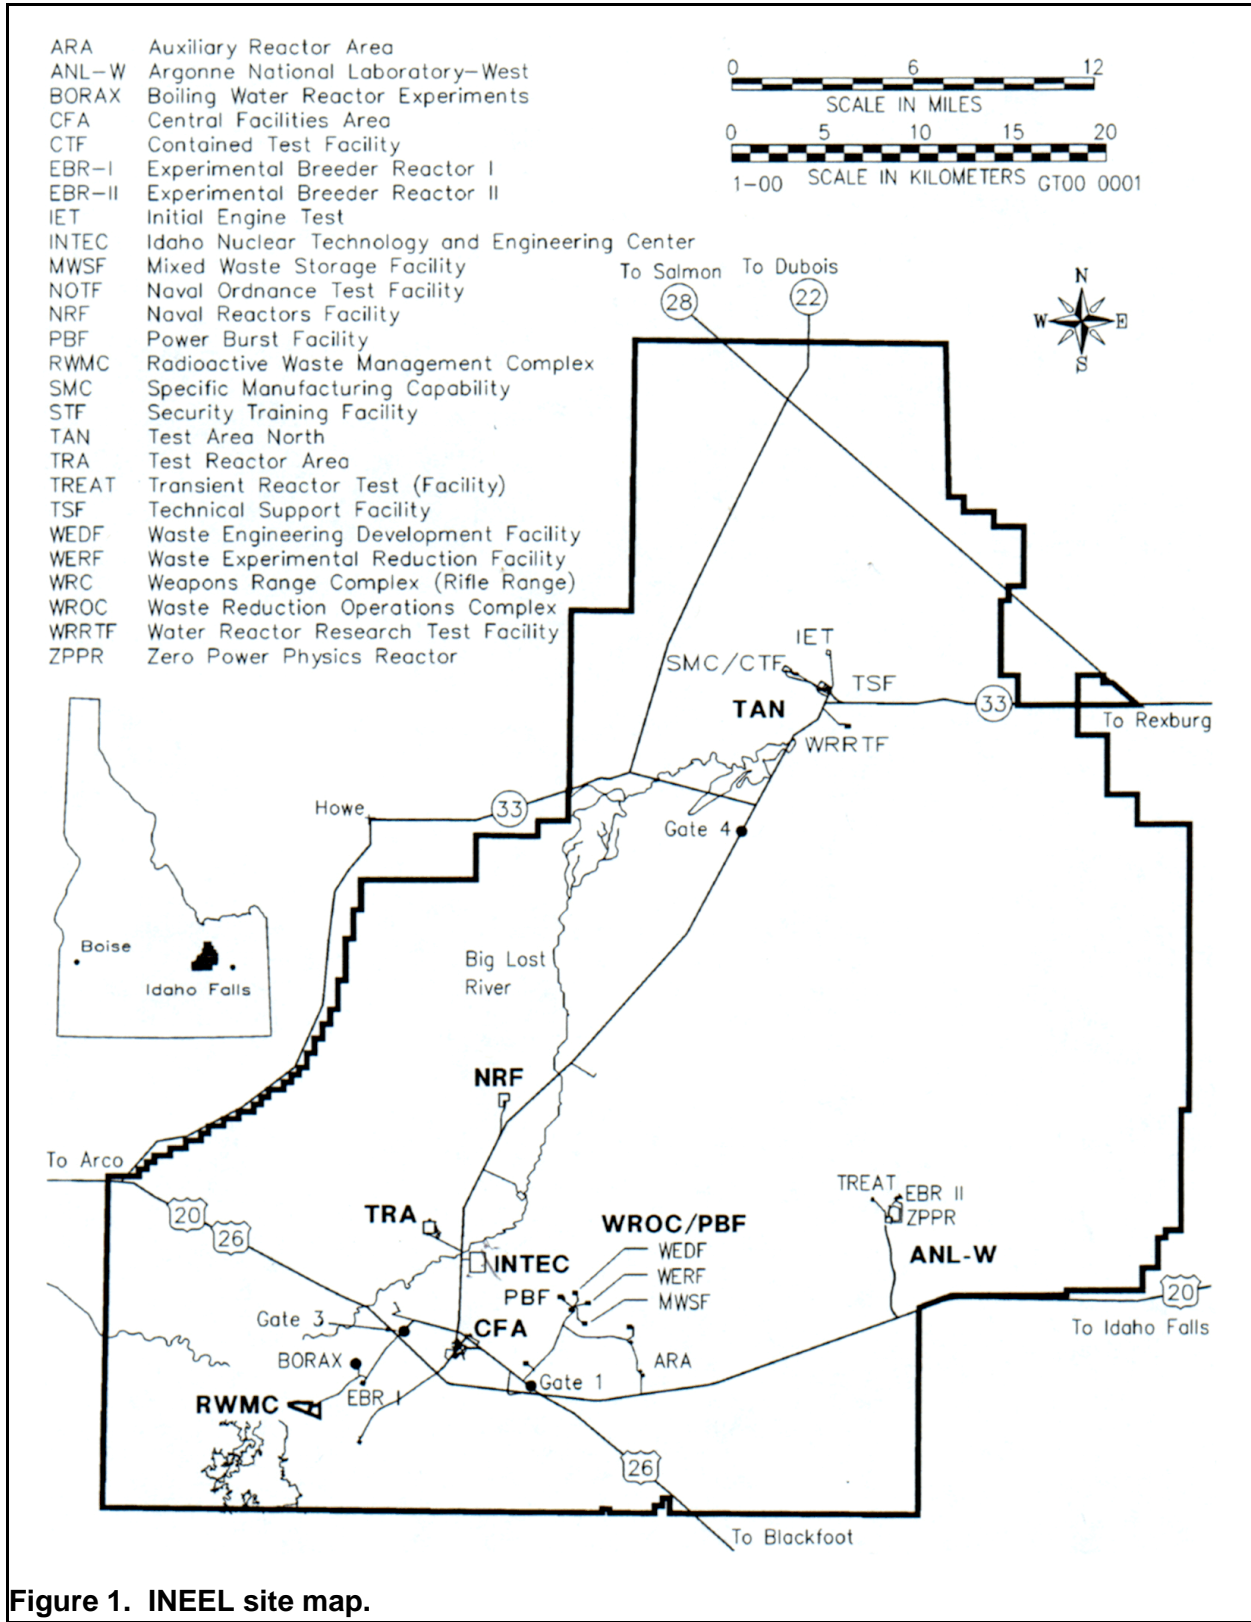 ARA Auxiliary Reactor Area
ANL-W Argonne National Laboratory-West
BORAX Boiling Water Reactor Experiments
CFA Central Facilities Area
CTF Contained Test Facility
EBR-I Experimental Breeder Reactor I
EBR-II Experimental Breeder Reactor II
IET Initial Engine Test
INTEC Idaho Nuclear Technology and Engineering Center
MWSF Mixed Waste Storage Facility
NOTF Naval Ordnance Test Facility
NRF Naval Reactors Facility
PBF Power Burst Facility
RWMC Radioactive Waste Management Complex
SMC Specific Manufacturing Capability
STF Security Training Facility
TAN Test Area North
TRA Test Reactor Area
TREAT Transient Reactor Test (Facility)
TSF Technical Support Facility
WEDF Waste Engineering Development Facility
WERF Waste Experimental Reduction Facility
WRC Weapons Range Complex (Rifle Range)
WROC Waste Reduction Operations Complex
WRRTF Water Reactor Research Test Facility
ZPPR Zero Power Physics Reactor
0 6 12
SCALE IN MILES
0 5 10 15 20
1-00 SCALE IN KILOMETERS GT00 0001
To Salmon To Dubois
28 22
N
W E
S
IET
SMC/CTF
TSF
TAN
33
To Rexburg
WRRTF
Howe
33
Gate 4
Boise
Idaho Falls
Big Lost
River
NRF
To Arco
20
26
TRA
INTEC
WROC/PBF
WEDF
WERF
MWSF
PBF
TREAT
EBR II
ZPPR
ANL-W
20
To Idaho Falls
Gate 3
CFA
BORAX
EBR I
ARA
Gate 1
RWMC
26
To Blackfoot
Figure 1. INEEL site map.